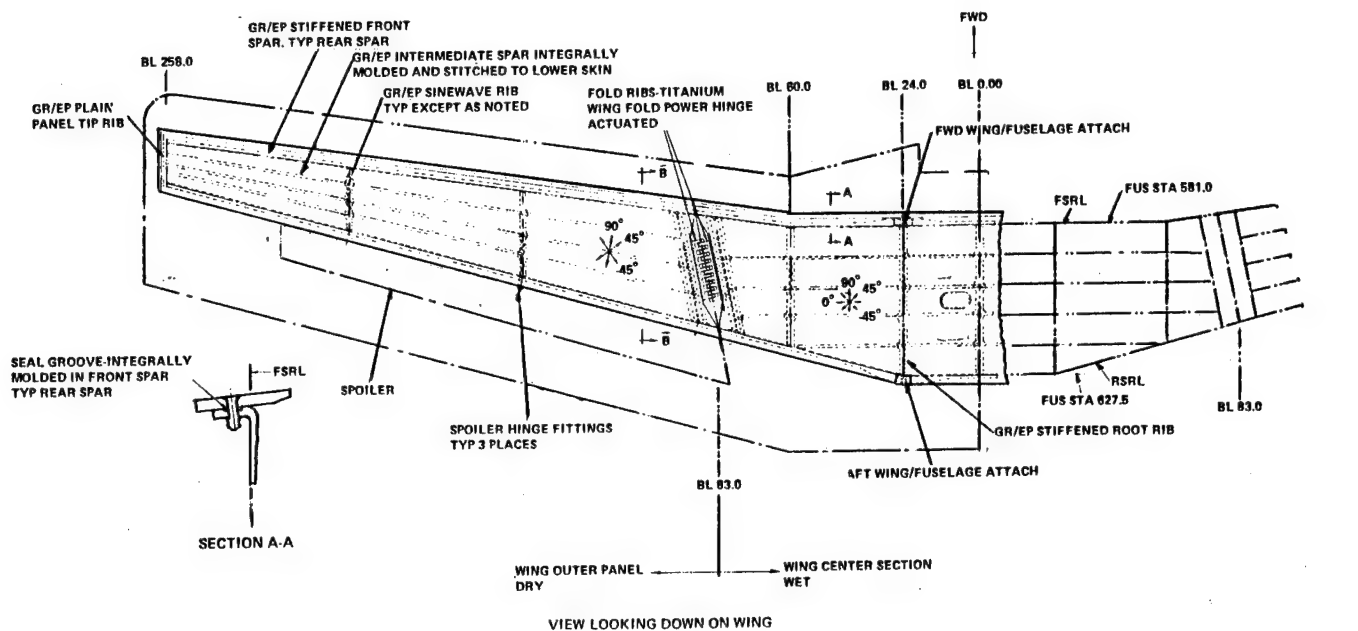 FWD
GR/EP STIFFENED FRONT
SPAR. TYP REAR SPAR
GR/EP INTERMEDIATE SPAR INTEGRALLY
MOLDED AND STITCHED TO LOWER SKIN
BL 258.0
GR/EP PLAIN
PANEL TIP RIB
GR/EP SINEWAVE RIB
TYP EXCEPT AS NOTED
FOLD RIBS-TITANIUM
WING FOLD POWER HINGE
ACTUATED
BL 60.0
BL 24.0
BL 0.00
FWD WING/FUSELAGE ATTACH
B
A
FSRL
FUS STA 581.0
A
90°
45°
-45°
90°
0°
45°
-45°
B
SEAL GROOVE-INTEGRALLY
MOLDED IN FRONT SPAR
TYP REAR SPAR
FSRL
SPOILER
RSRL
FUS STA 627.5
BL 83.0
SPOILER HINGE FITTINGS
TYP 3 PLACES
GR/EP STIFFENED ROOT RIB
AFT WING/FUSELAGE ATTACH
BL 83.0
SECTION A-A
WING OUTER PANEL
DRY
WING CENTER SECTION
WET
VIEW LOOKING DOWN ON WING